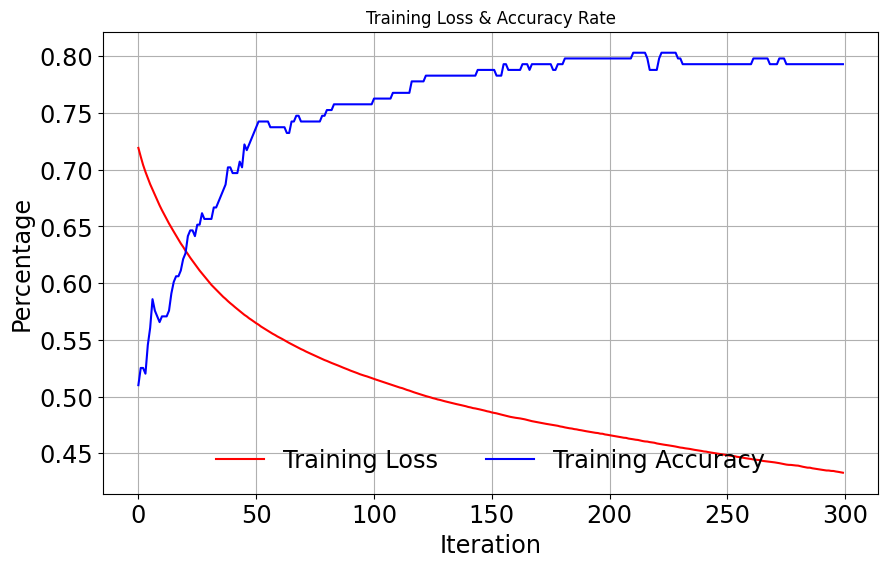 Training Loss & Accuracy Rate
0.80
0.75
0.70
0.65
0.60
0.55
0.50
0.45
Percentage
Training Loss Training Accuracy
0 50 100 150 200 250 300
Iteration